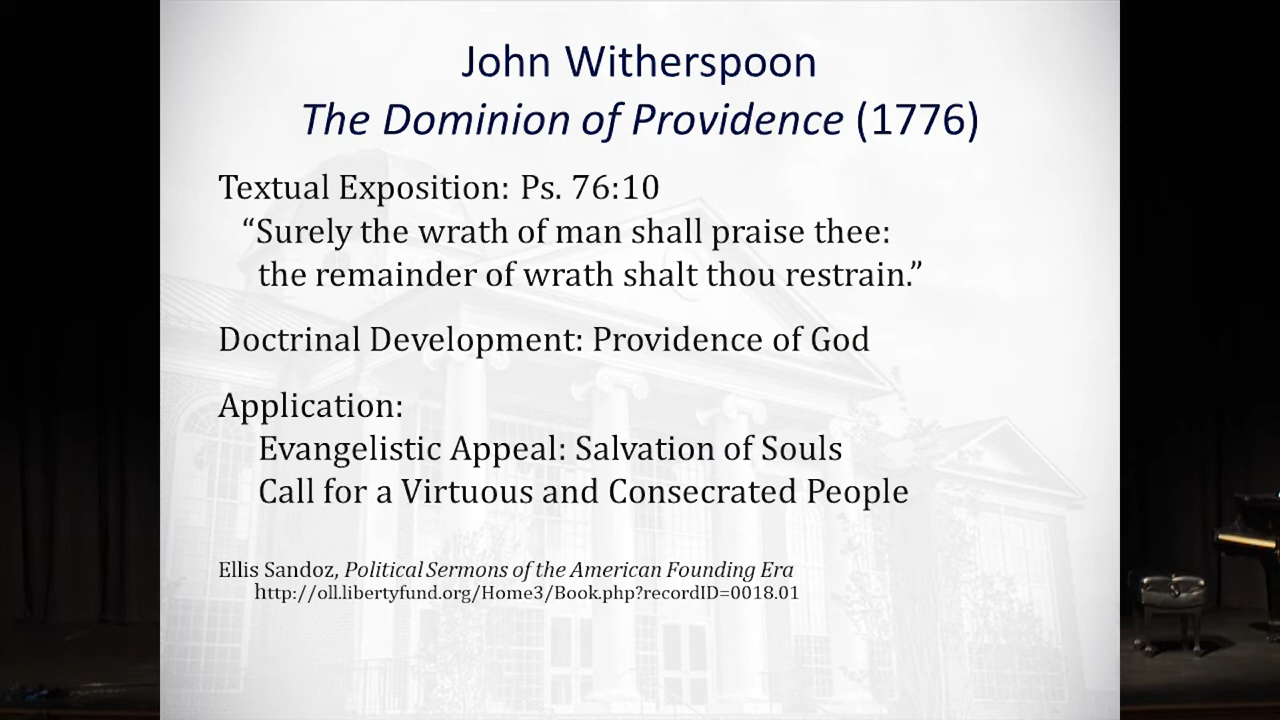 John Witherspoon
The Dominion of Providence (1776)
Textual Exposition: Ps. 76:10
“Surely the wrath of man shall praise thee:
the remainder of wrath shalt thou restrain.”
Doctrinal Development: Providence of God
Application:
Evangelistic Appeal: Salvation of Souls
Call for a Virtuous and Consecrated People
Ellis Sandoz, Political Sermons of the American Founding Era
http://oll.libertyfund.org/Home3/Book.php?recordID=0018.01